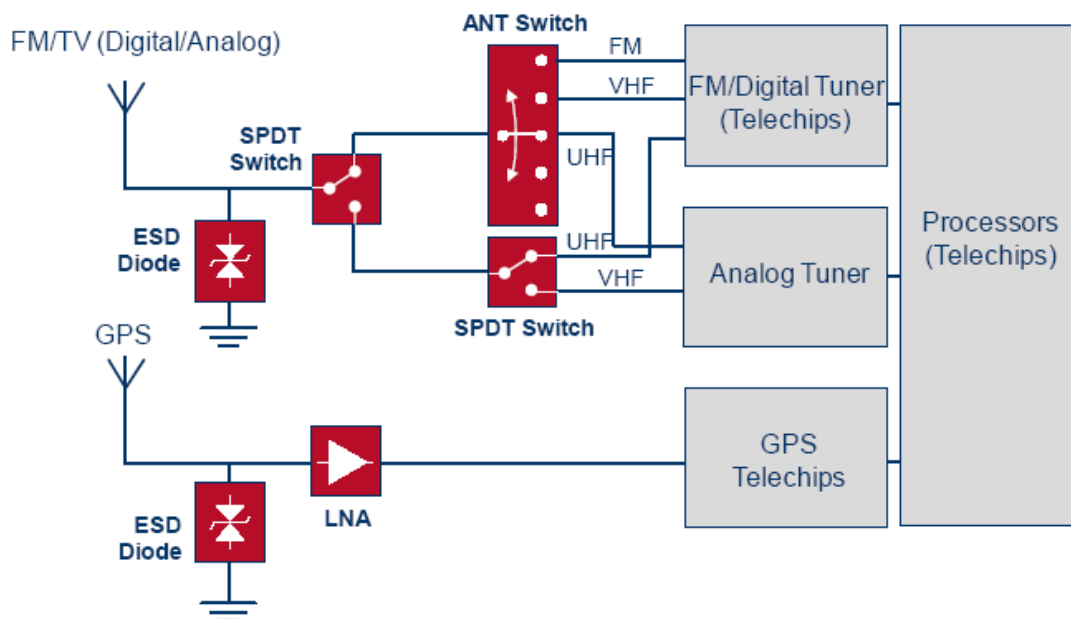 ANT Switch
FM/TV (Digital/Analog)
FM
VHF
FM/Digital Tuner
(Telechips)
SPDT
Switch
UHF
ESD
Diode
UHF
VHF
Analog Tuner
Processors
(Telechips)
SPDT Switch
GPS
GPS
Telechips
LNA
ESD
Diode